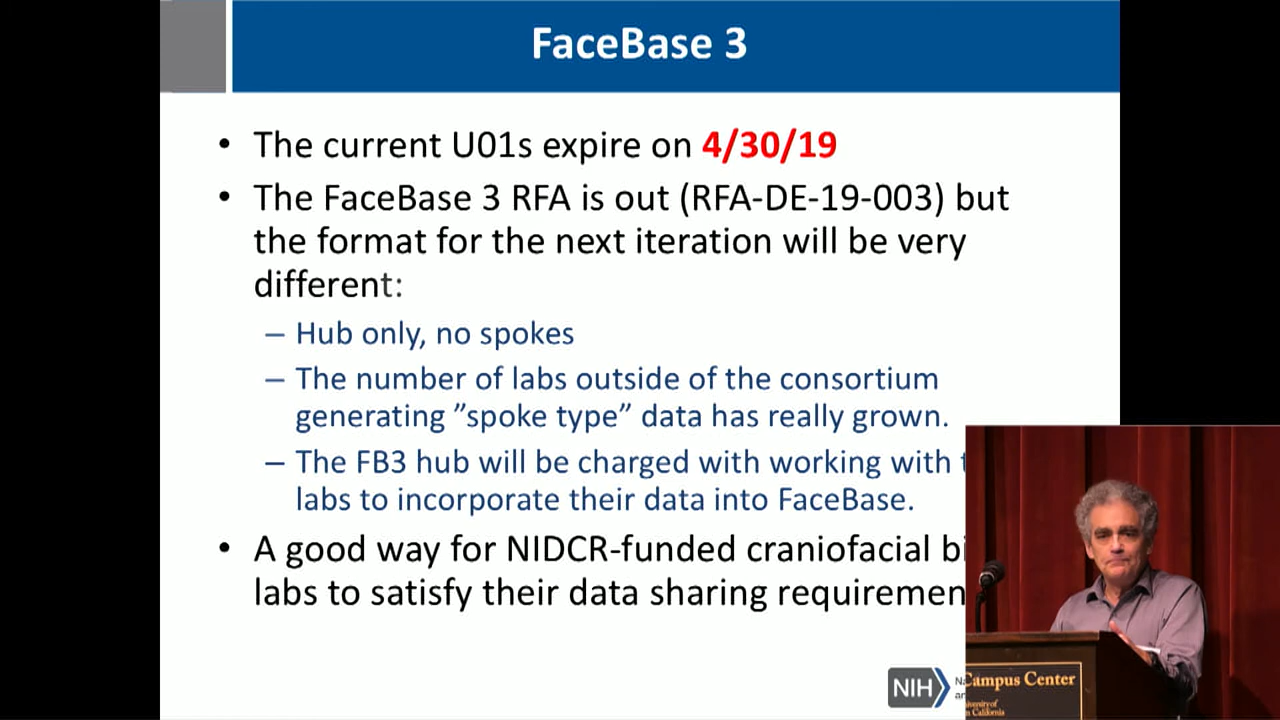 FaceBase 3
• The current U01s expire on 4/30/19
• The FaceBase 3 RFA is out (RFA-DE-19-003) but
the format for the next iteration will be very
different:
– Hub only, no spokes
– The number of labs outside of the consortium
generating ”spoke type” data has really grown.
– The FB3 hub will be charged with working with
labs to incorporate their data into FaceBase.
• A good way for NIDCR-funded craniofacial
labs to satisfy their data sharing
NIH
Campus Center
California